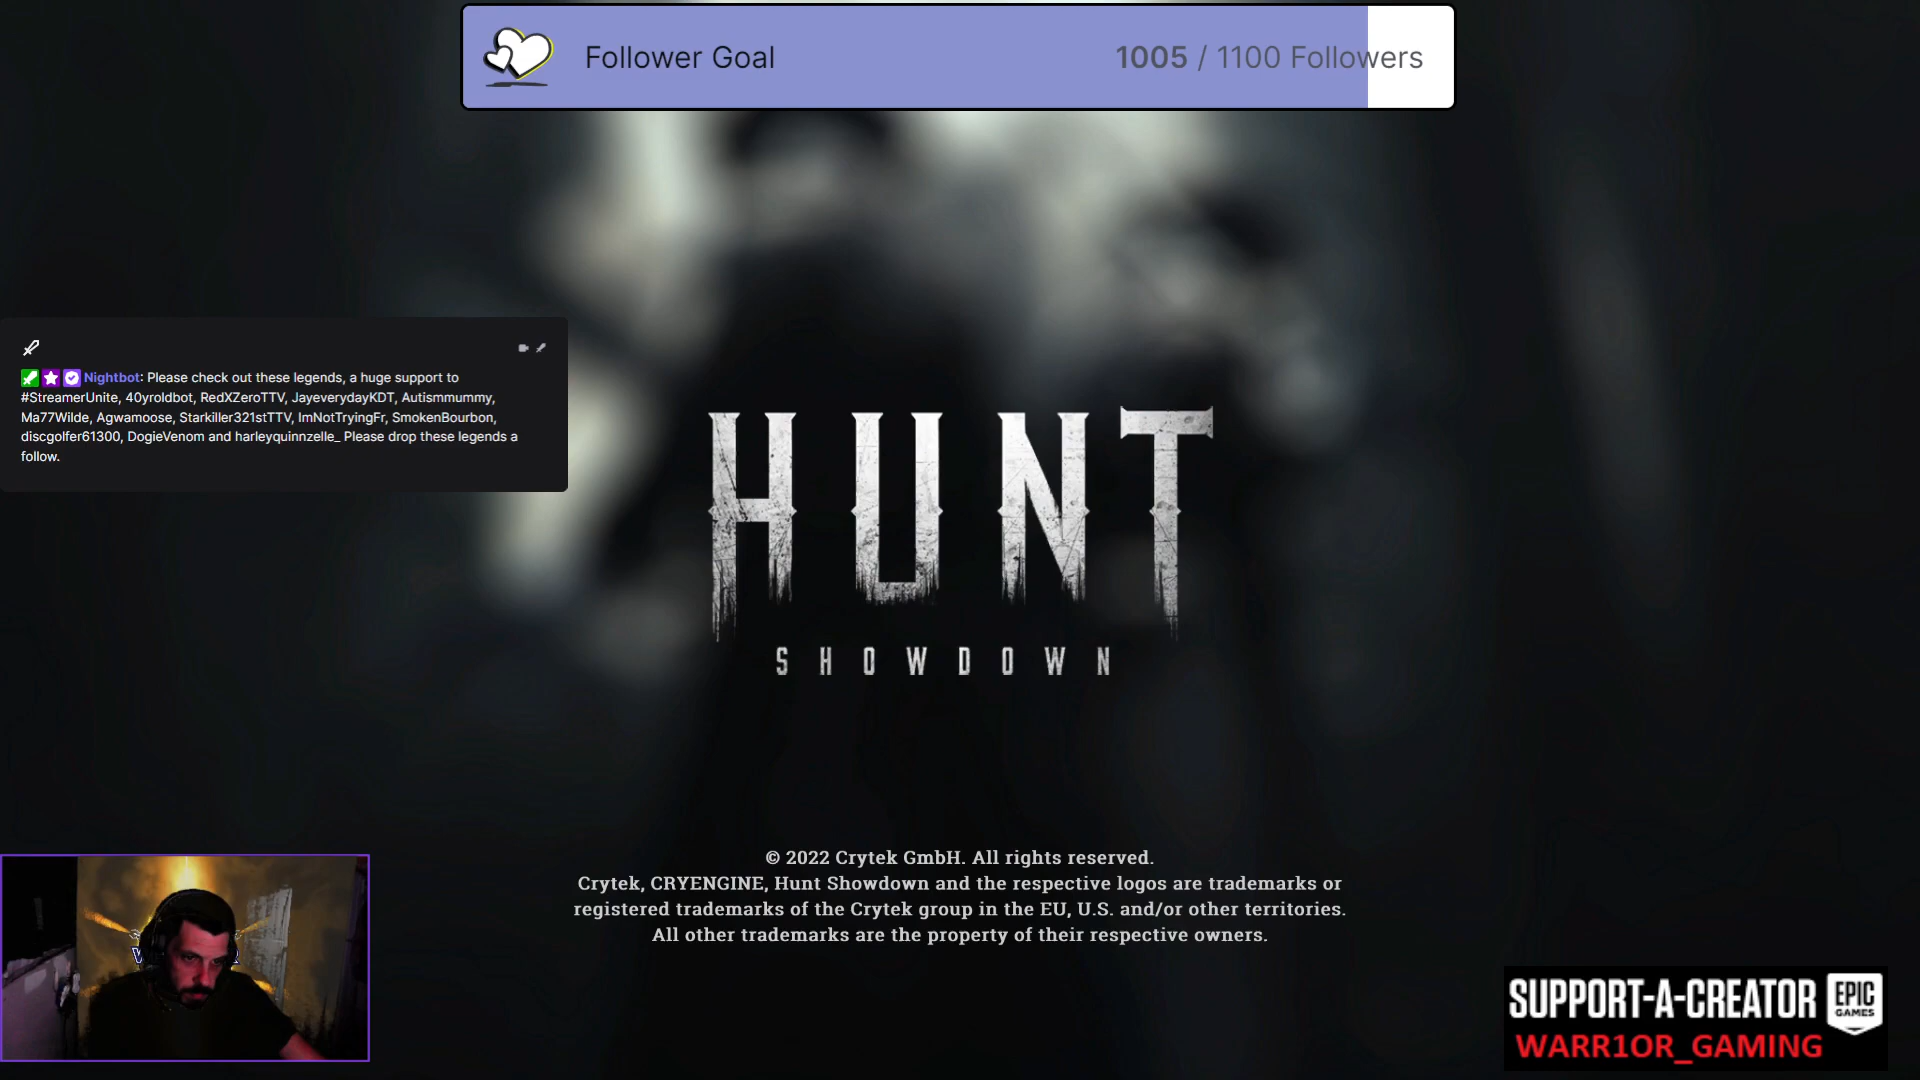 Follower Goal
1005 / 1100 Followers
Nightbot: Please check out these legends, a huge support to
#StreamerUnite, 40yroldbot, RedXZeroTTV, JayeverydayKDT, Autismmummy,
Ma77Wilde, Agwamoose, Starkiller321stTTV, ImNotTryingFr, SmokenBourbon,
discgolfer61300, DogieVenom and harleyquinnzelle_ Please drop these legends a
follow.
HUNT
SHOWDOWN
© 2022 Crytek GmbH. All rights reserved.
Crytek, CRYENGINE, Hunt Showdown and the respective logos are trademarks or
registered trademarks of the Crytek group in the EU, U.S. and/or other territories.
All other trademarks are the property of their respective owners.
SUPPORT-A-CREATOR
EPIC
GAMES
WARR1OR_GAMING